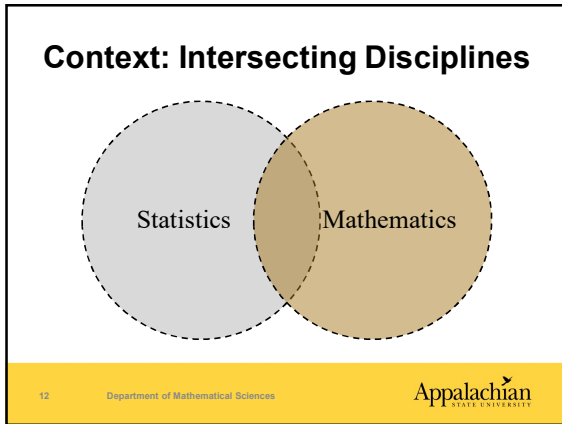 Context: Intersecting Disciplines
Statistics
Mathematics
12
Department of Mathematical Sciences
Appalachian
STATE UNIVERSITY